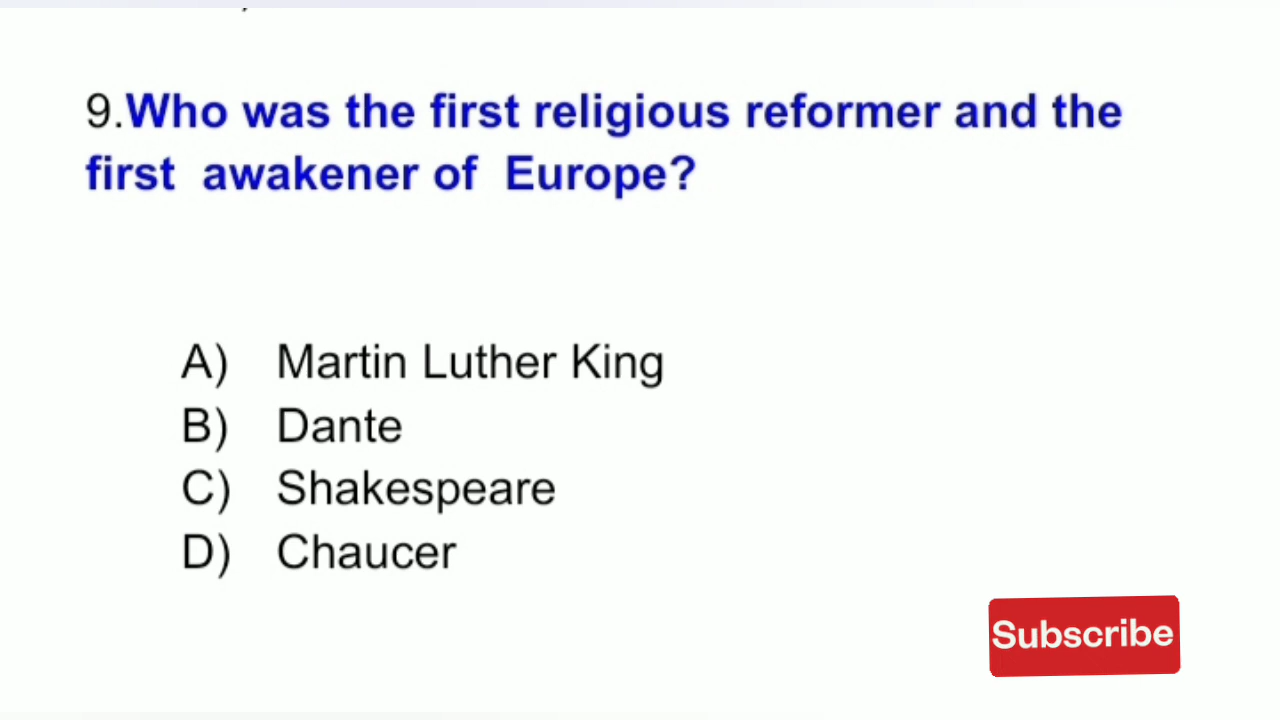 9.Who was the first religious reformer and the
first awakener of Europe?
A) Martin Luther King
B) Dante
C) Shakespeare
D) Chaucer
Subscribe